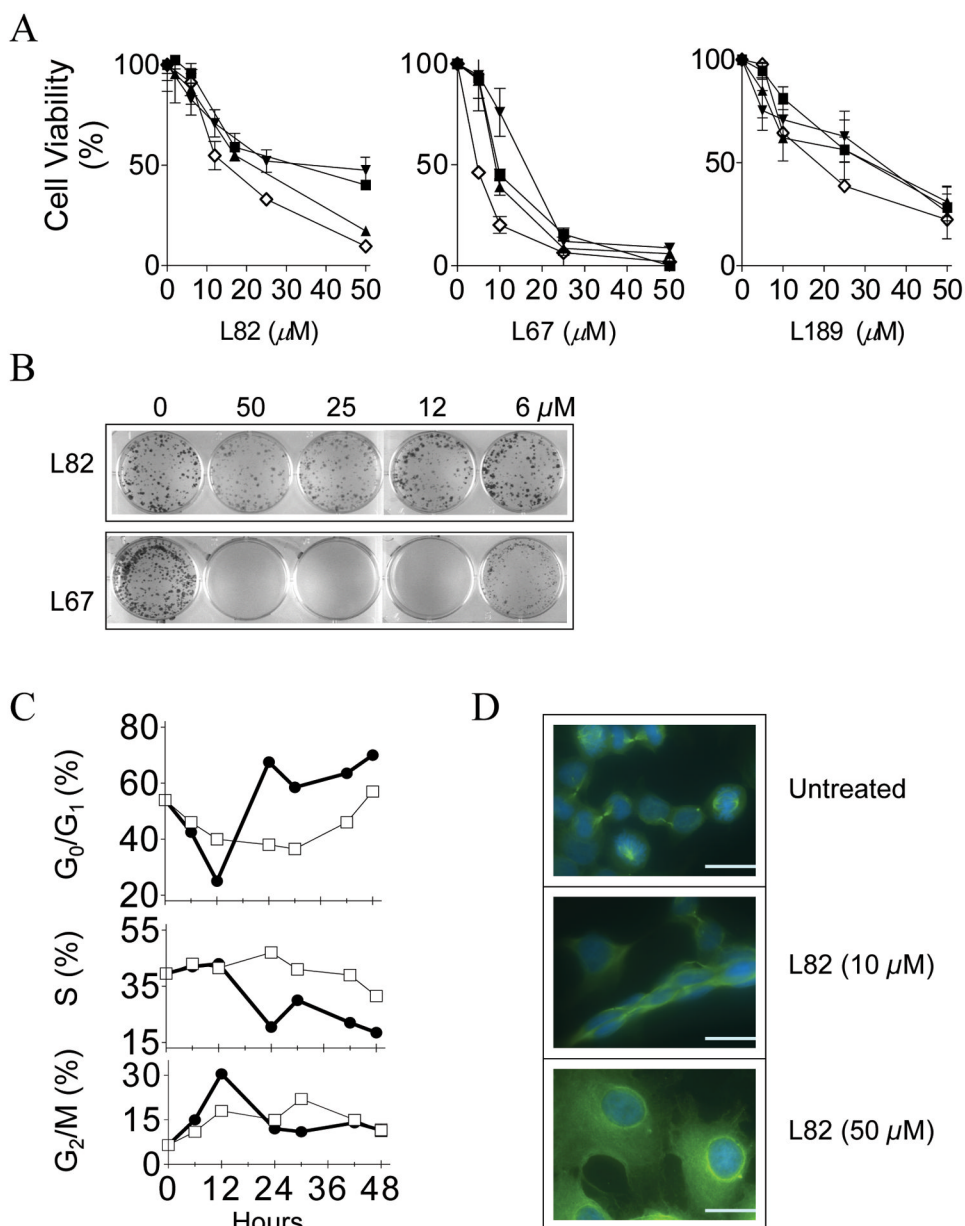 A
Cell Viability
(%)
100
50
0
0 10 20 30 40 50
L82 (μM)
100
50
0
0 10 20 30 40 50
L67 (μM)
100
50
0
0 10 20 30 40 50
L189 (μM)
B
0 50 25 12 6 μM
L82
L67
C
G0/G1 (%)
80
60
40
20
S (%)
55
35
15
G2/M (%)
30
15
0
0 12 24 36 48
Hours
D
Untreated
L82 (10 μM)
L82 (50 μM)